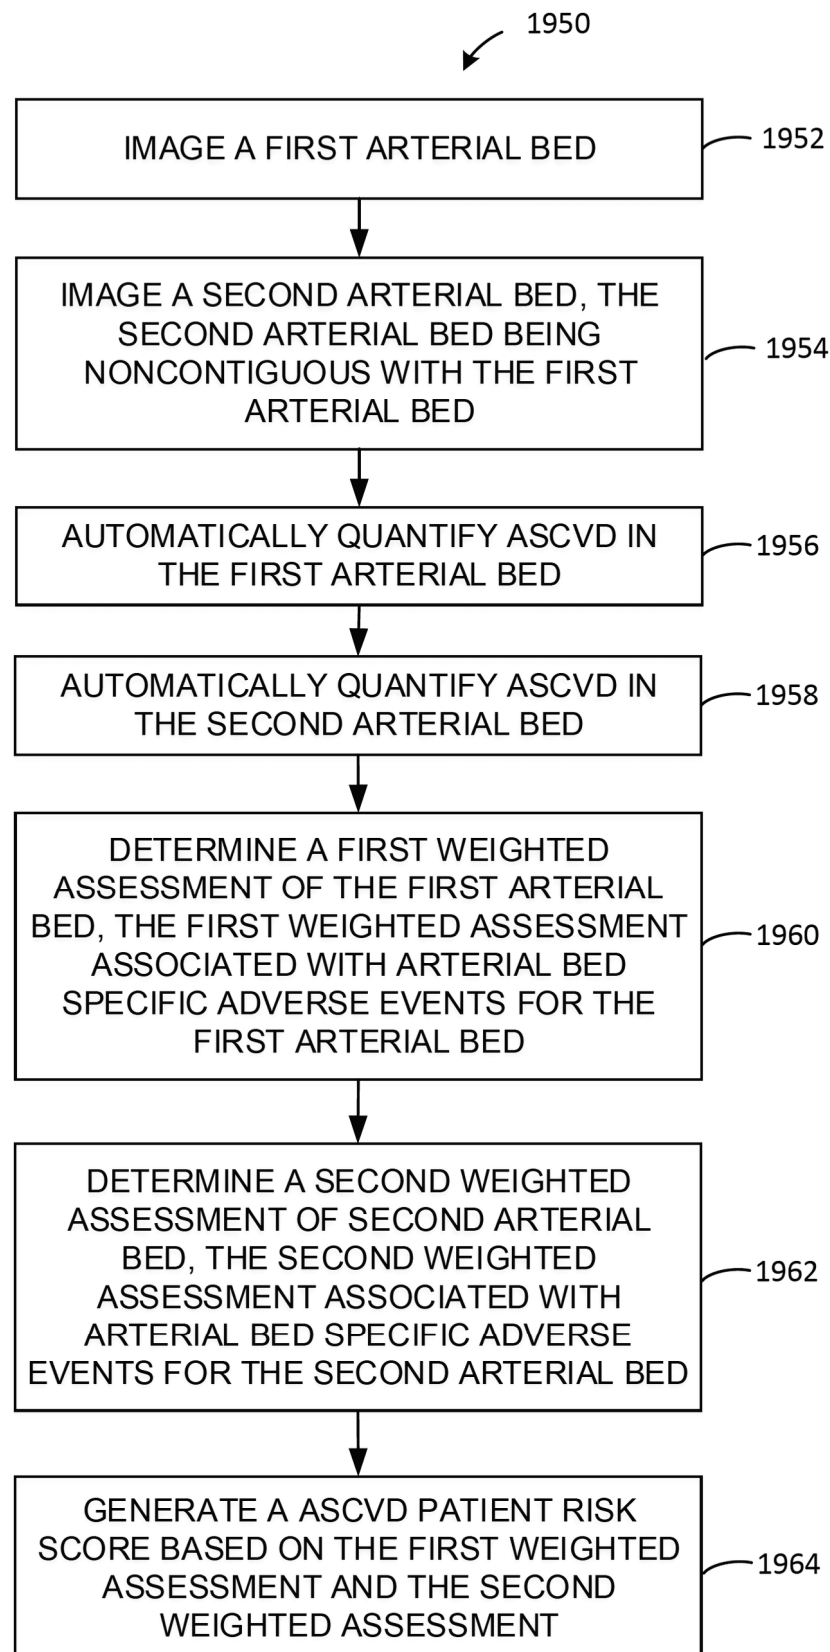 1950
IMAGE A FIRST ARTERIAL BED
1952
IMAGE A SECOND ARTERIAL BED, THE
SECOND ARTERIAL BED BEING
NONCONTIGUOUS WITH THE FIRST
ARTERIAL BED
1954
AUTOMATICALLY QUANTIFY ASCVD IN
THE FIRST ARTERIAL BED
1956
AUTOMATICALLY QUANTIFY ASCVD IN
THE SECOND ARTERIAL BED
1958
DETERMINE A FIRST WEIGHTED
ASSESSMENT OF THE FIRST ARTERIAL
BED, THE FIRST WEIGHTED ASSESSMENT
ASSOCIATED WITH ARTERIAL BED
SPECIFIC ADVERSE EVENTS FOR THE
FIRST ARTERIAL BED
1960
DETERMINE A SECOND WEIGHTED
ASSESSMENT OF SECOND ARTERIAL
BED, THE SECOND WEIGHTED
ASSESSMENT ASSOCIATED WITH
ARTERIAL BED SPECIFIC ADVERSE
EVENTS FOR THE SECOND ARTERIAL BED
1962
GENERATE A ASCVD PATIENT RISK
SCORE BASED ON THE FIRST WEIGHTED
ASSESSMENT AND THE SECOND
WEIGHTED ASSESSMENT
1964